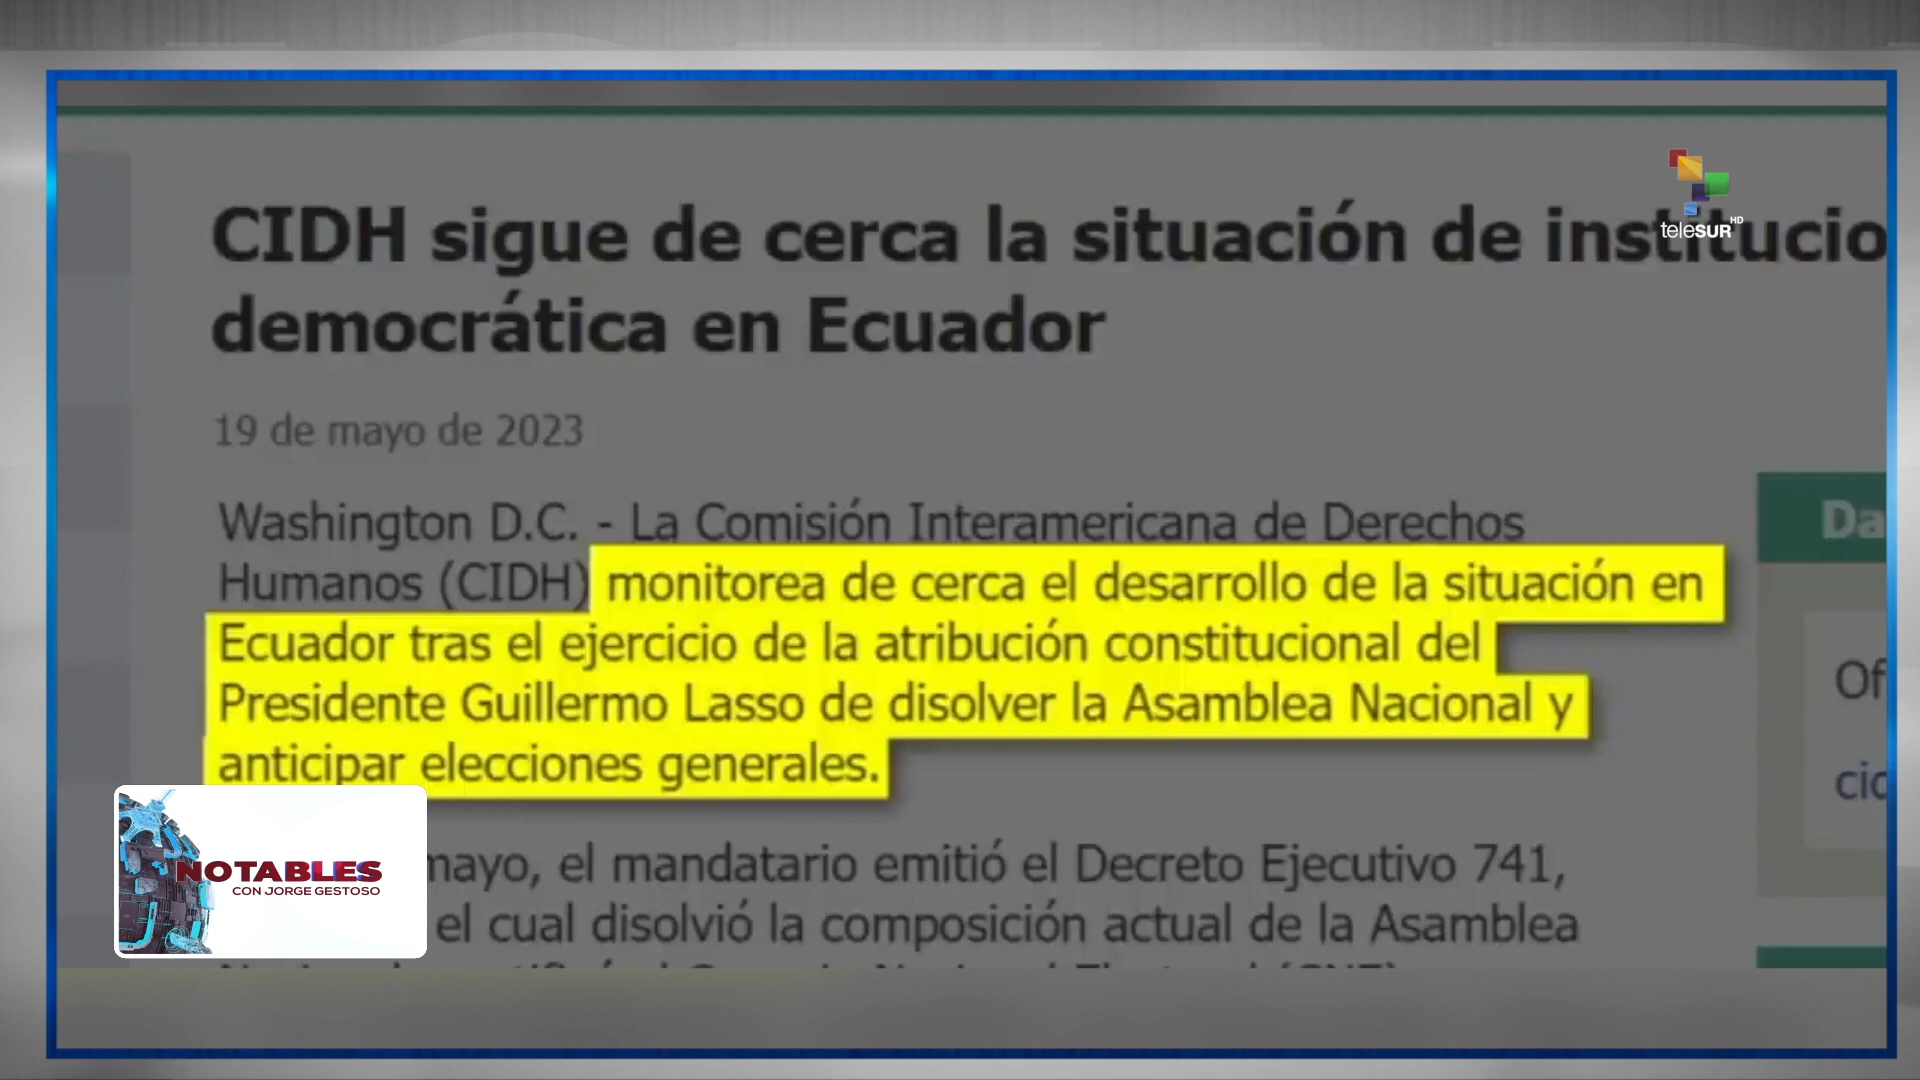 CIDH sigue de cerca la situación de institucio
democrática en Ecuador
teleSUR HD
19 de mayo de 2023
Washington D.C. - La Comisión Interamericana de Derechos
Humanos (CIDH) monitorea de cerca el desarrollo de la situación en
Ecuador tras el ejercicio de la atribución constitucional del
Presidente Guillermo Lasso de disolver la Asamblea Nacional y
anticipar elecciones generales.
mayo, el mandatario emitió el Decreto Ejecutivo 741,
el cual disolvió la composición actual de la Asamblea
Da
Of
cid
NOTABLES
CON JORGE GESTOSO